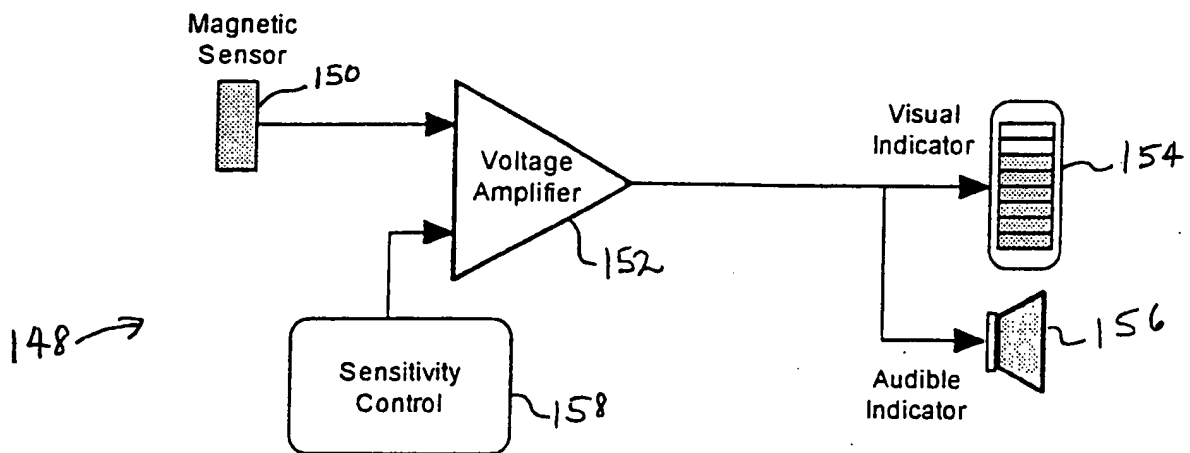 Magnetic
Sensor
150
Voltage
Amplifier
152
Visual
Indicator
154
148
Sensitivity
Control
158
Audible
Indicator
156